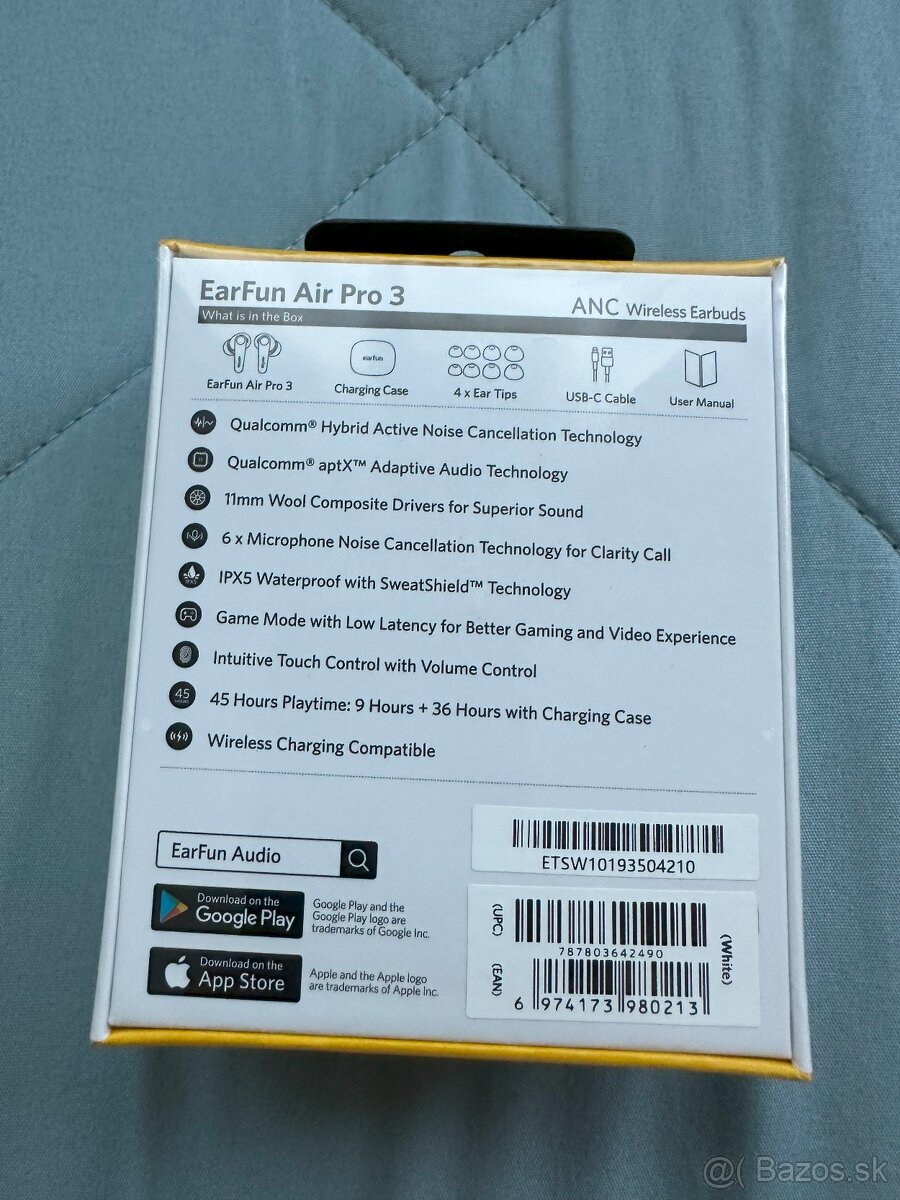 EarFun Air Pro 3
ANC Wireless Earbuds
What is in the Box
earfun
EarFun Air Pro 3
Charging Case
4 x Ear Tips
USB-C Cable
User Manual
Qualcomm® Hybrid Active Noise Cancellation Technology
Qualcomm® aptX™ Adaptive Audio Technology
11mm Wool Composite Drivers for Superior Sound
6 x Microphone Noise Cancellation Technology for Clarity Call
IPX5
IPX5 Waterproof with SweatShield™ Technology
Game Mode with Low Latency for Better Gaming and Video Experience
Intuitive Touch Control with Volume Control
45 HOURS
45 Hours Playtime: 9 Hours + 36 Hours with Charging Case
Wireless Charging Compatible
EarFun Audio
Download on the
Google Play
Google Play and the
Google Play logo are
trademarks of Google Inc.
Download on the
App Store
Apple and the Apple logo
are trademarks of Apple Inc.
ETSW10193504210
(UPC)
787803642490
(EAN)
6 974173 980213
(White)
@( Bazos.sk